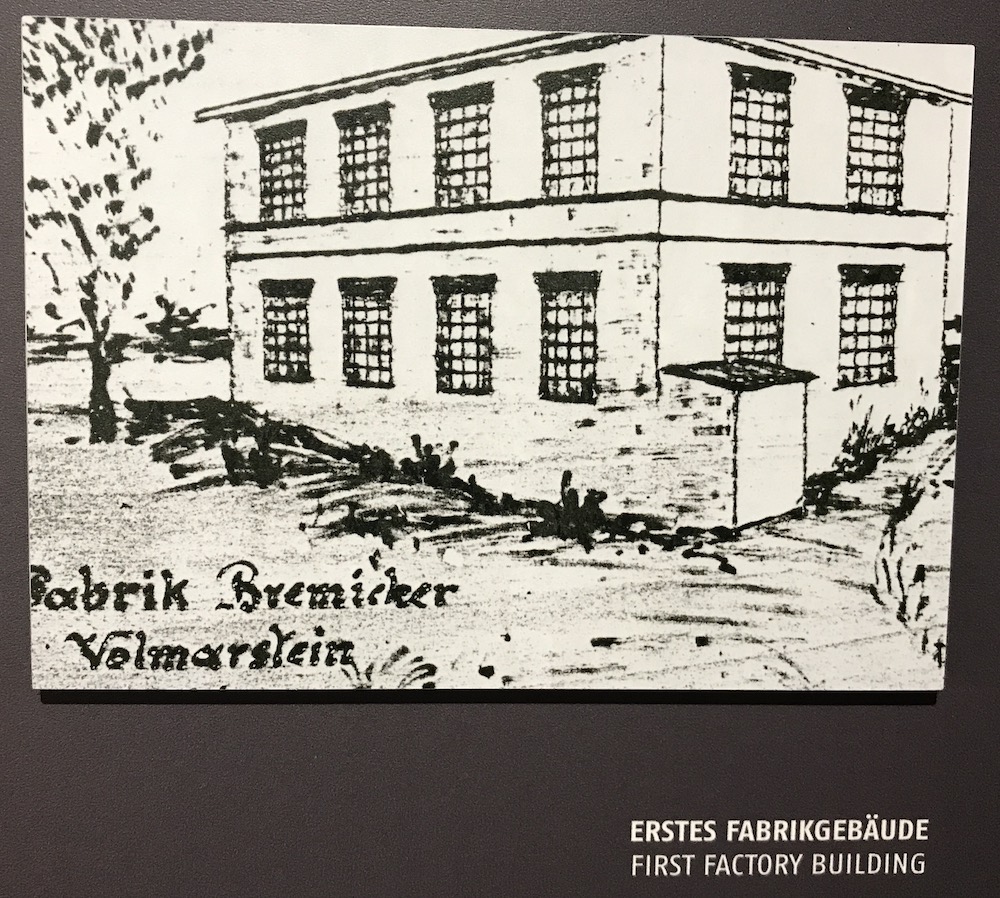 Fabrik Bremicker
Volmarstein
ERSTES FABRIKGEBÄUDE
FIRST FACTORY BUILDING